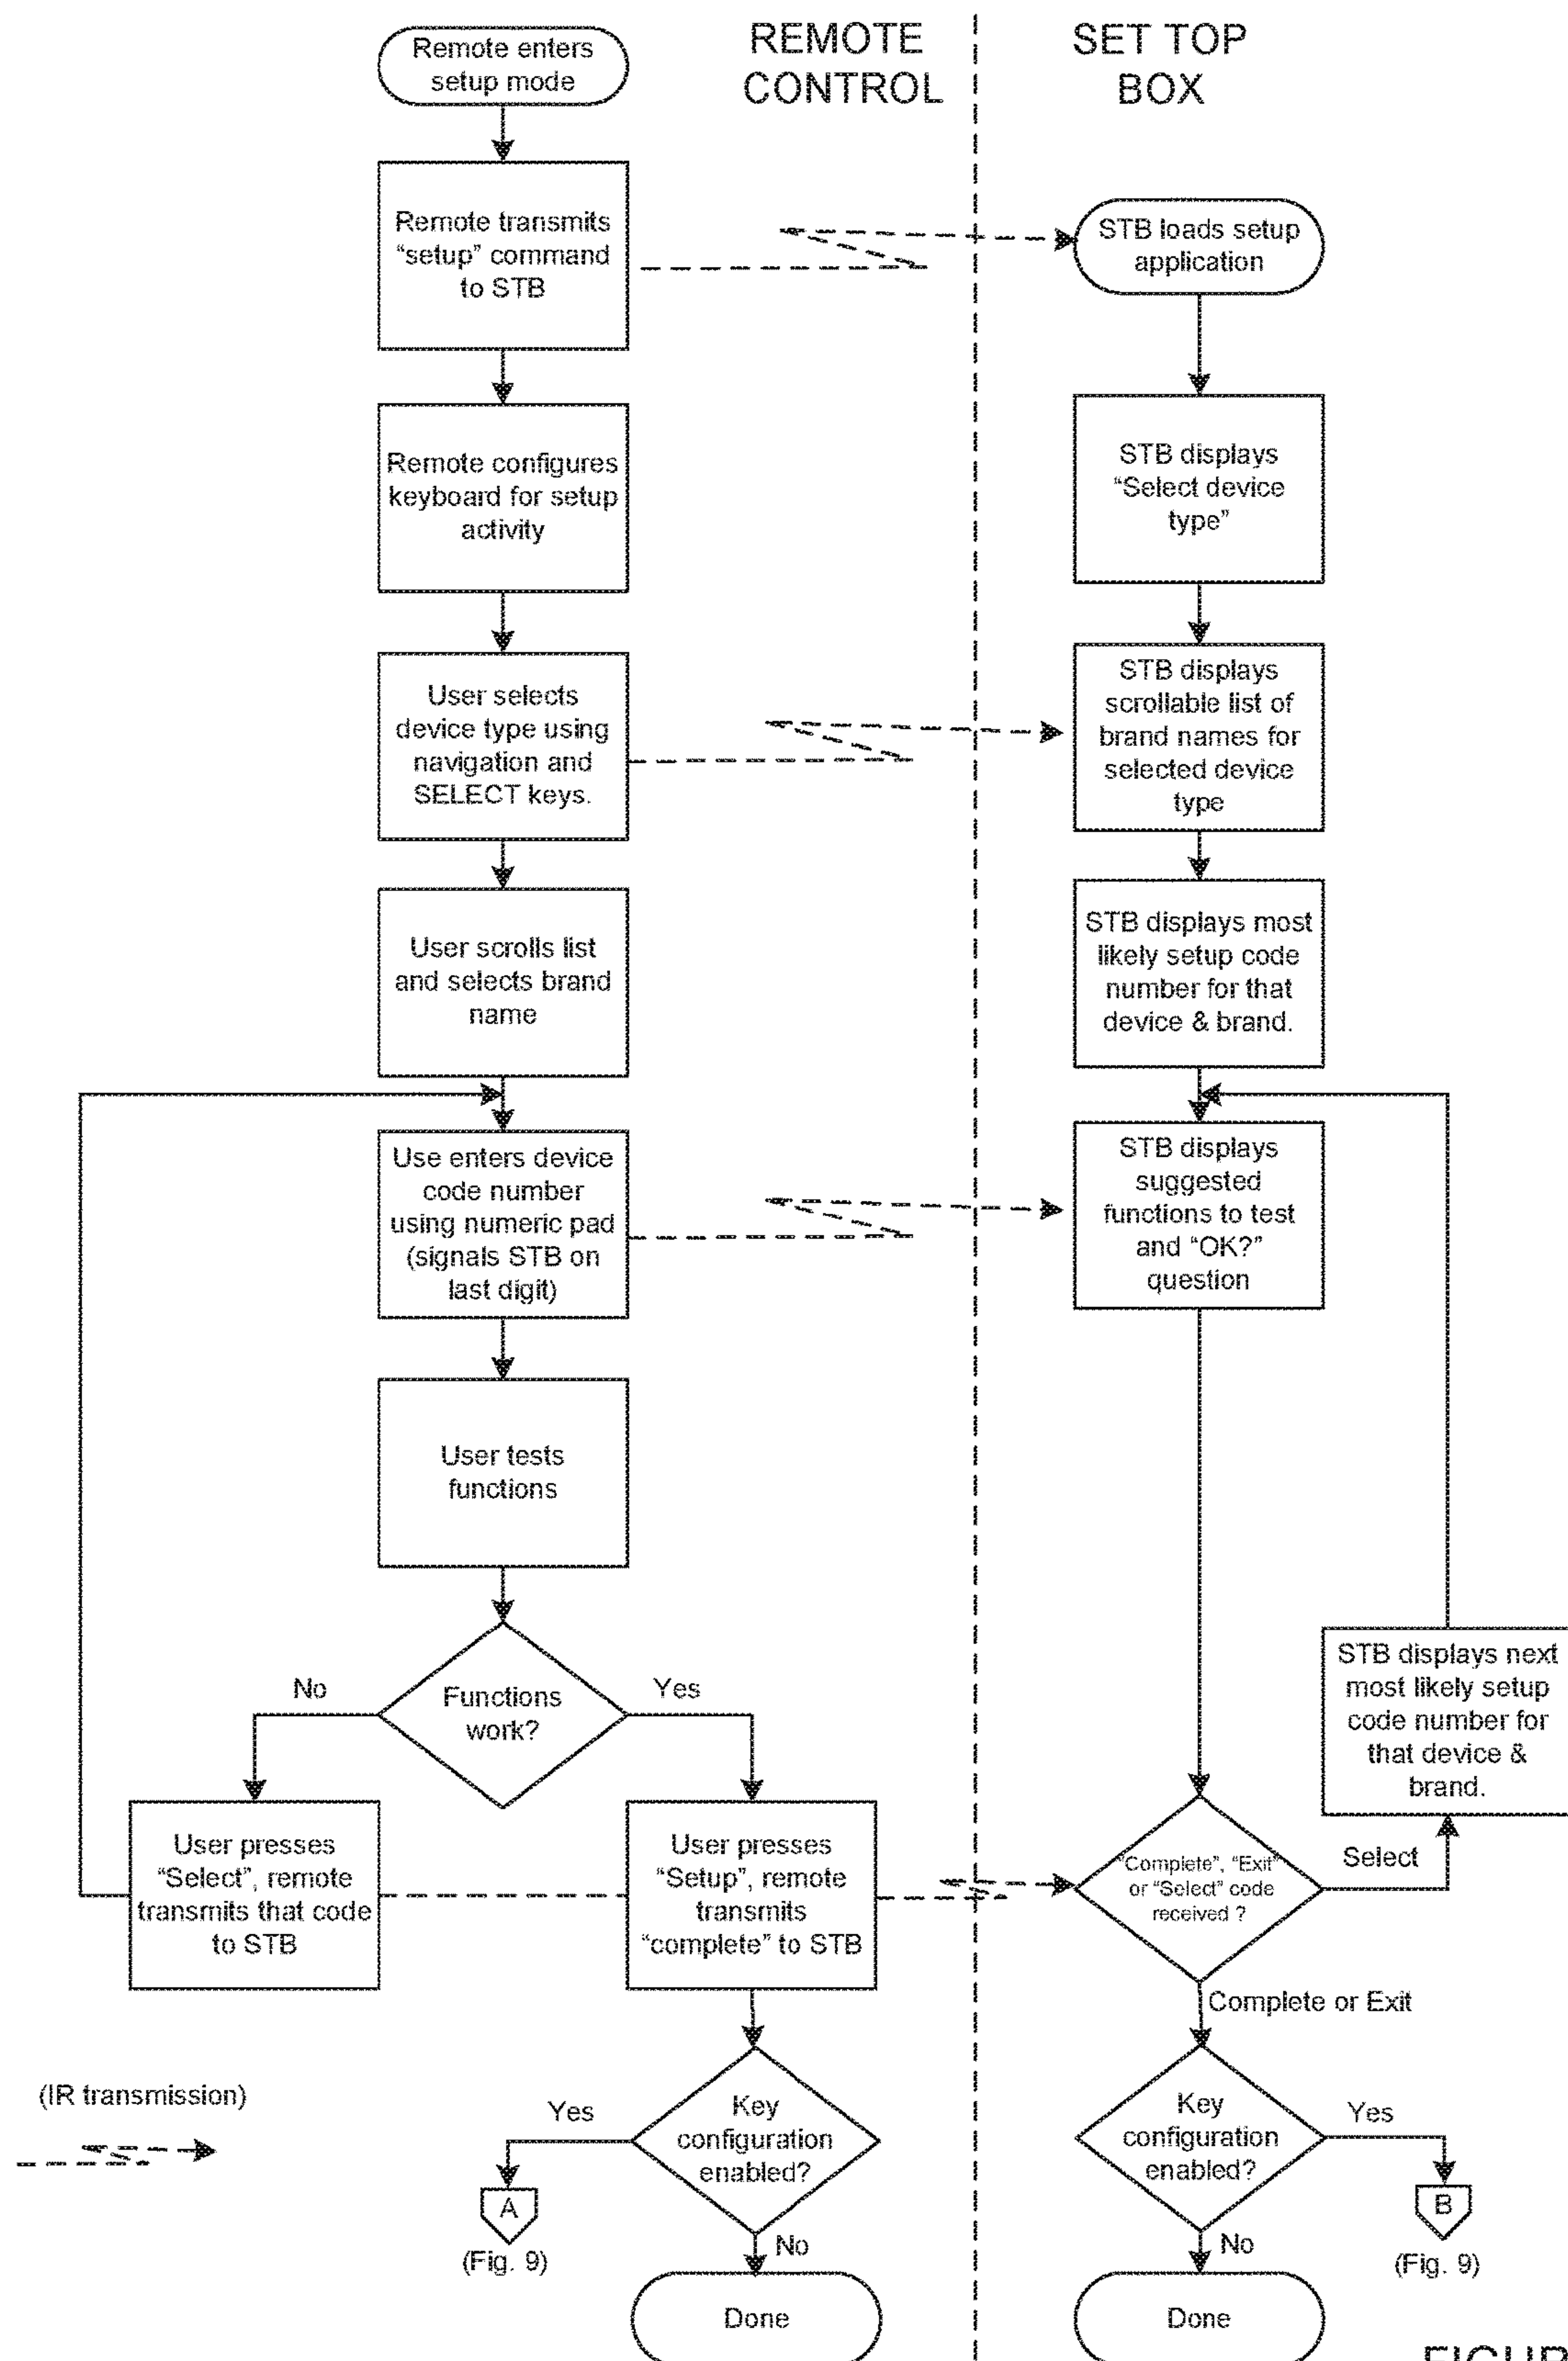 REMOTE
CONTROL
SET TOP
BOX
Remote enters
setup mode
Remote transmits
“setup” command
to STB
STB loads setup
application
Remote configures
keyboard for setup
activity
STB displays
“Select device
type”
User selects
device type using
navigation and
SELECT keys.
STB displays
scrollable list of
brand names for
selected device
type
User scrolls list
and selects brand
name
STB displays most
likely setup code
number for that
device & brand.
Use enters device
code number
using numeric pad
(signals STB on
last digit)
STB displays
suggested
functions to test
and “OK?”
question
User tests
functions
Functions
work?
No
Yes
STB displays next
most likely setup
code number for
that device &
brand.
User presses
“Select”, remote
transmits that code
to STB
User presses
“Setup”, remote
transmits
“complete” to STB
“Complete”, “Exit”
or “Select” code
received ?
Select
Complete or Exit
(IR transmission)
Key
configuration
enabled?
Yes
A
(Fig. 9)
No
Done
Key
configuration
enabled?
Yes
B
(Fig. 9)
No
Done